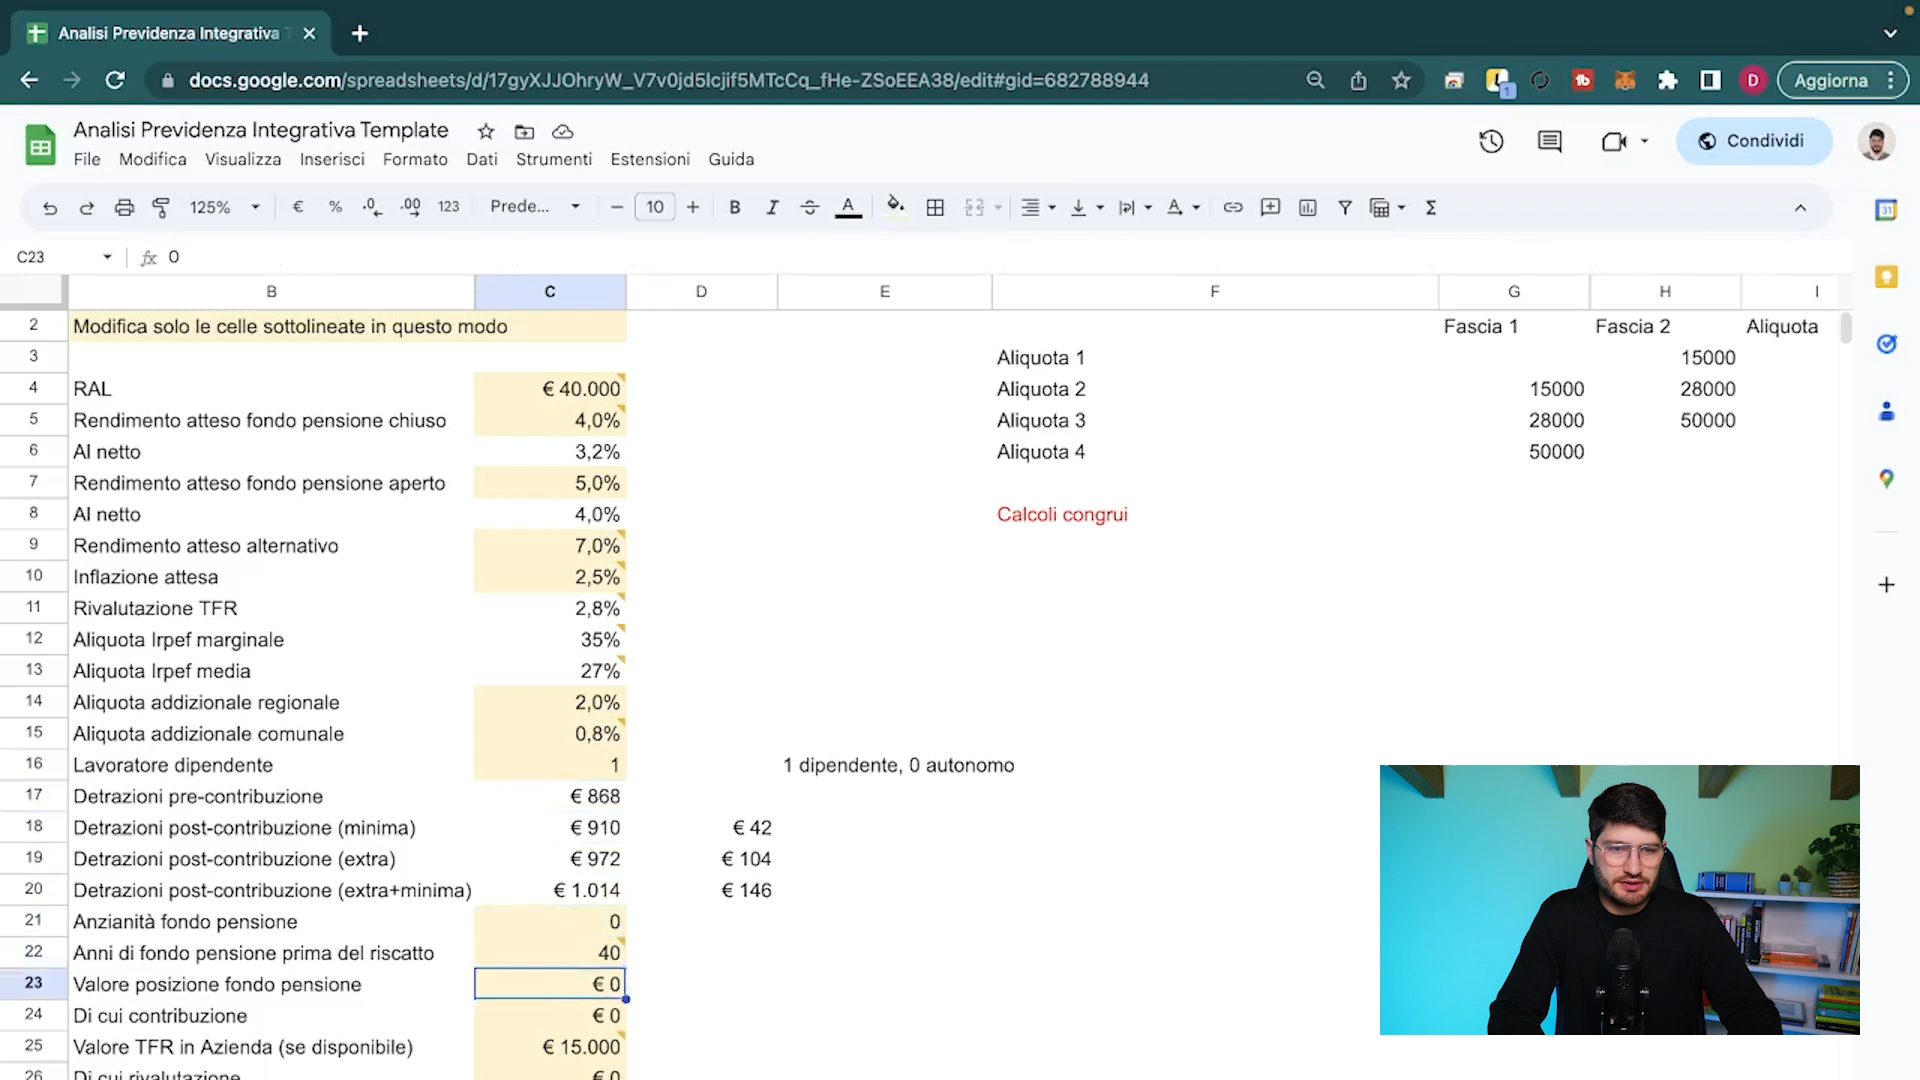 Analisi Previdenza Integrativa T
docs.google.com/spreadsheets/d/17gyXJJOhryW_V7v0jd5lcjif5MTcCq_fHe-ZSoEEA38/edit#gid=682788944
1
D
Aggiorna
Analisi Previdenza Integrativa Template
File Modifica Visualizza Inserisci Formato Dati Strumenti Estensioni Guida
Condividi
125% € % .0 .00 123 Prede... 10 B I A Σ
31
C23 fx 0
B C D E F G H I
2 Modifica solo le celle sottolineate in questo modo Fascia 1 Fascia 2 Aliquota
3 Aliquota 1 15000
4 RAL € 40.000 Aliquota 2 15000 28000
5 Rendimento atteso fondo pensione chiuso 4,0% Aliquota 3 28000 50000
6 Al netto 3,2% Aliquota 4 50000
7 Rendimento atteso fondo pensione aperto 5,0%
8 Al netto 4,0% Calcoli congrui
9 Rendimento atteso alternativo 7,0%
10 Inflazione attesa 2,5%
11 Rivalutazione TFR 2,8%
12 Aliquota Irpef marginale 35%
13 Aliquota Irpef media 27%
14 Aliquota addizionale regionale 2,0%
15 Aliquota addizionale comunale 0,8%
16 Lavoratore dipendente 1 1 dipendente, 0 autonomo
17 Detrazioni pre-contribuzione € 868
18 Detrazioni post-contribuzione (minima) € 910 € 42
19 Detrazioni post-contribuzione (extra) € 972 € 104
20 Detrazioni post-contribuzione (extra+minima) € 1.014 € 146
21 Anzianità fondo pensione 0
22 Anni di fondo pensione prima del riscatto 40
23 Valore posizione fondo pensione € 0
24 Di cui contribuzione € 0
25 Valore TFR in Azienda (se disponibile) € 15.000
26 Di cui rivalutazione € 0